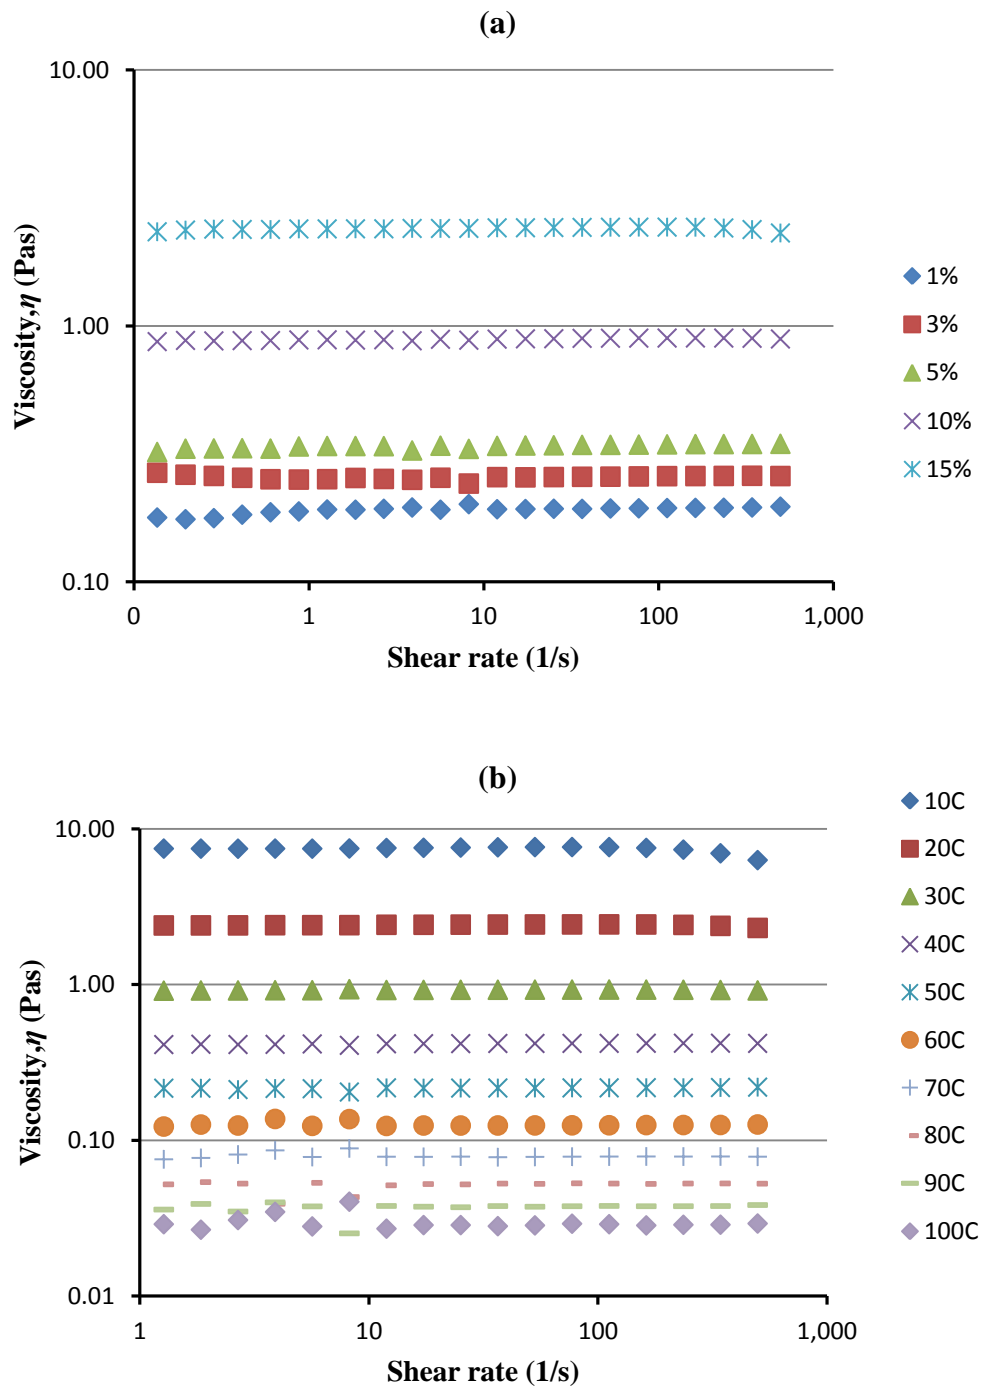 (a)
10.00
1.00
0.10
Viscosity,η (Pas)
0
1
10
100
1,000
Shear rate (1/s)
1%
3%
5%
10%
15%
(b)
10.00
1.00
0.10
0.01
Viscosity,η (Pas)
1
10
100
1,000
Shear rate (1/s)
10C
20C
30C
40C
50C
60C
70C
80C
90C
100C